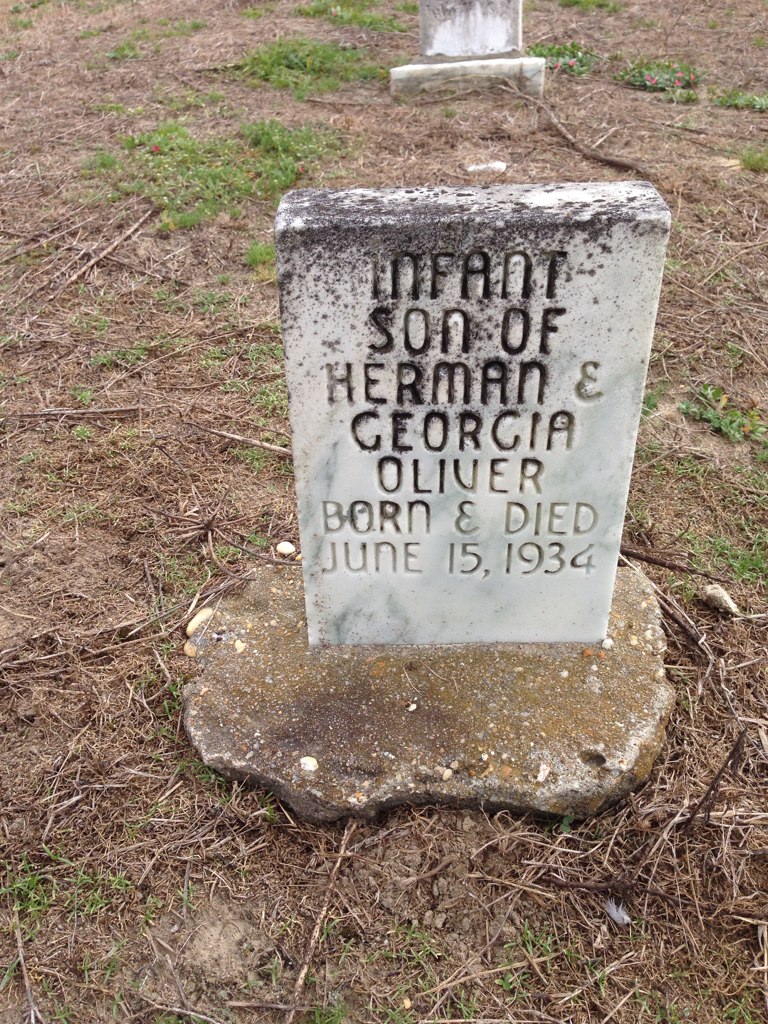 INFANT
SON OF
HERMAN &
GEORGIA
OLIVER
BORN & DIED
JUNE 15, 1934